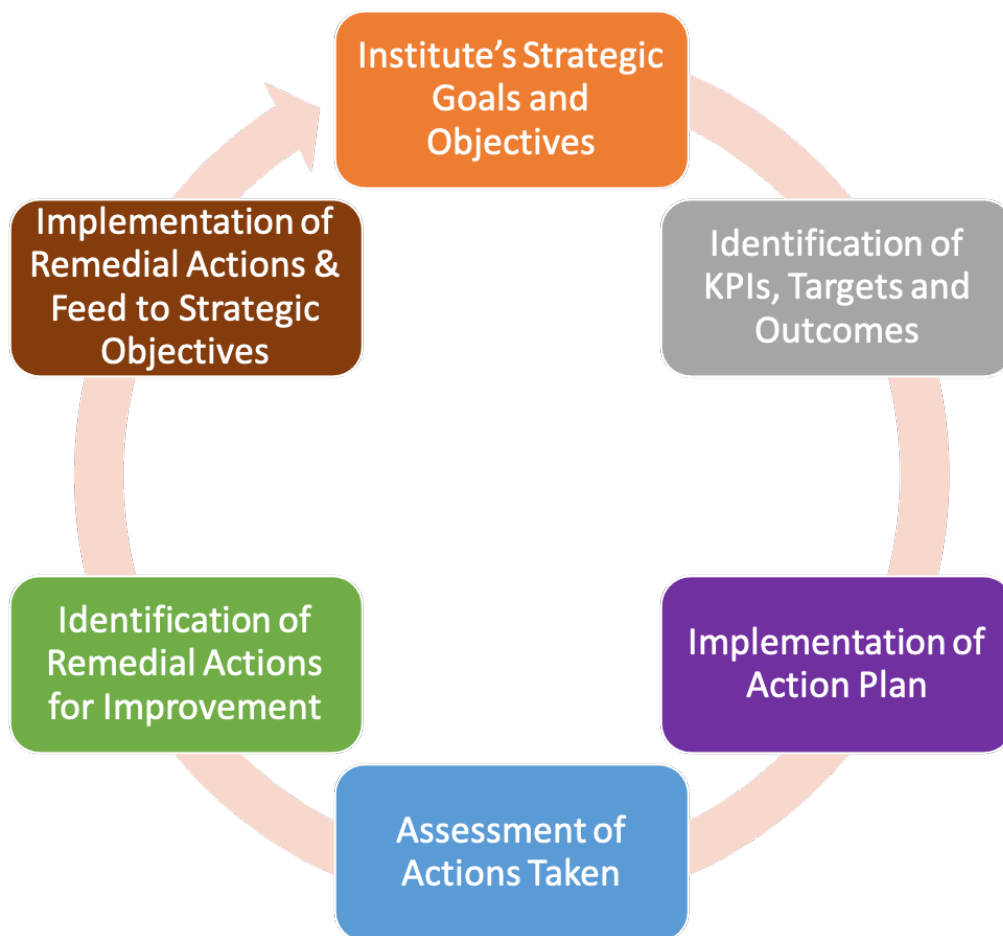 Institute's Strategic
Goals and
Objectives
Identification of
KPIs, Targets and
Outcomes
Implementation of
Action Plan
Assessment of
Actions Taken
Identification of
Remedial Actions
for Improvement
Implementation of
Remedial Actions &
Feed to Strategic
Objectives